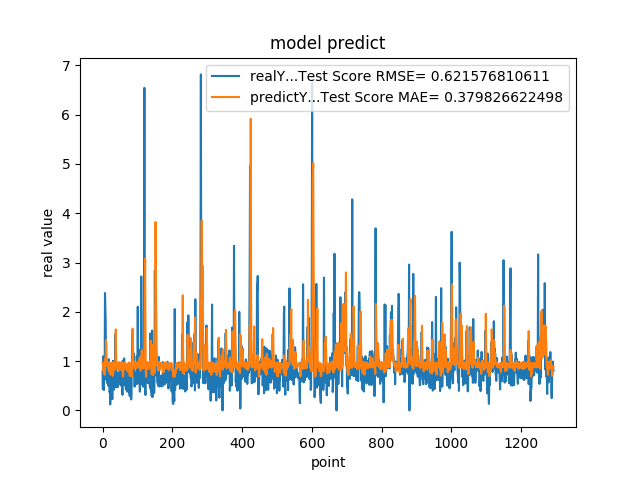 model predict
realY...Test Score RMSE= 0.621576810611
predictY...Test Score MAE= 0.379826622498
7
6
5
4
3
2
1
0
real value
0 200 400 600 800 1000 1200
point